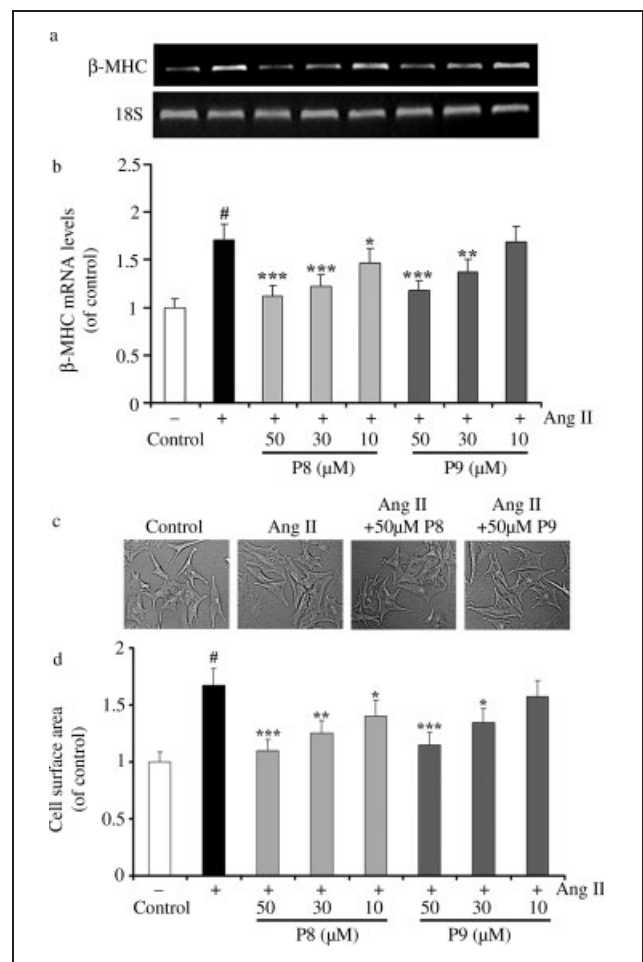 a
β-MHC
18S
b
2.5
2
1.5
1
0.5
0
β-MHC mRNA levels
(of control)
#
***
***
*
***
**
– + + + + + + + Ang II
Control 50 30 10 50 30 10
P8 (μM) P9 (μM)
c
Control
Ang II
Ang II
+50μM P8
Ang II
+50μM P9
d
2
1.5
1
0.5
0
Cell surface area
(of control)
#
***
**
*
***
*
– + + + + + + + Ang II
Control 50 30 10 50 30 10
P8 (μM) P9 (μM)